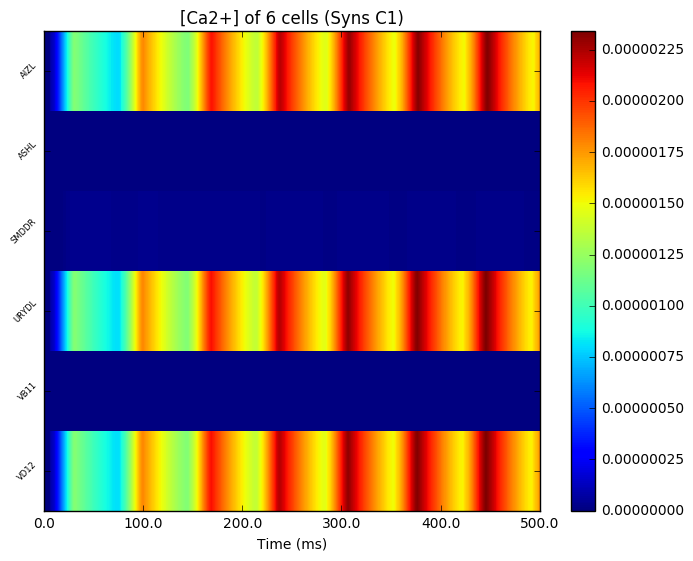 [Ca2+] of 6 cells (Syns C1)
AIZL
ASHL
SMDDR
URYDL
VB11
VD12
0.0
100.0
200.0
300.0
400.0
500.0
Time (ms)
0.00000225
0.00000200
0.00000175
0.00000150
0.00000125
0.00000100
0.00000075
0.00000050
0.00000025
0.00000000